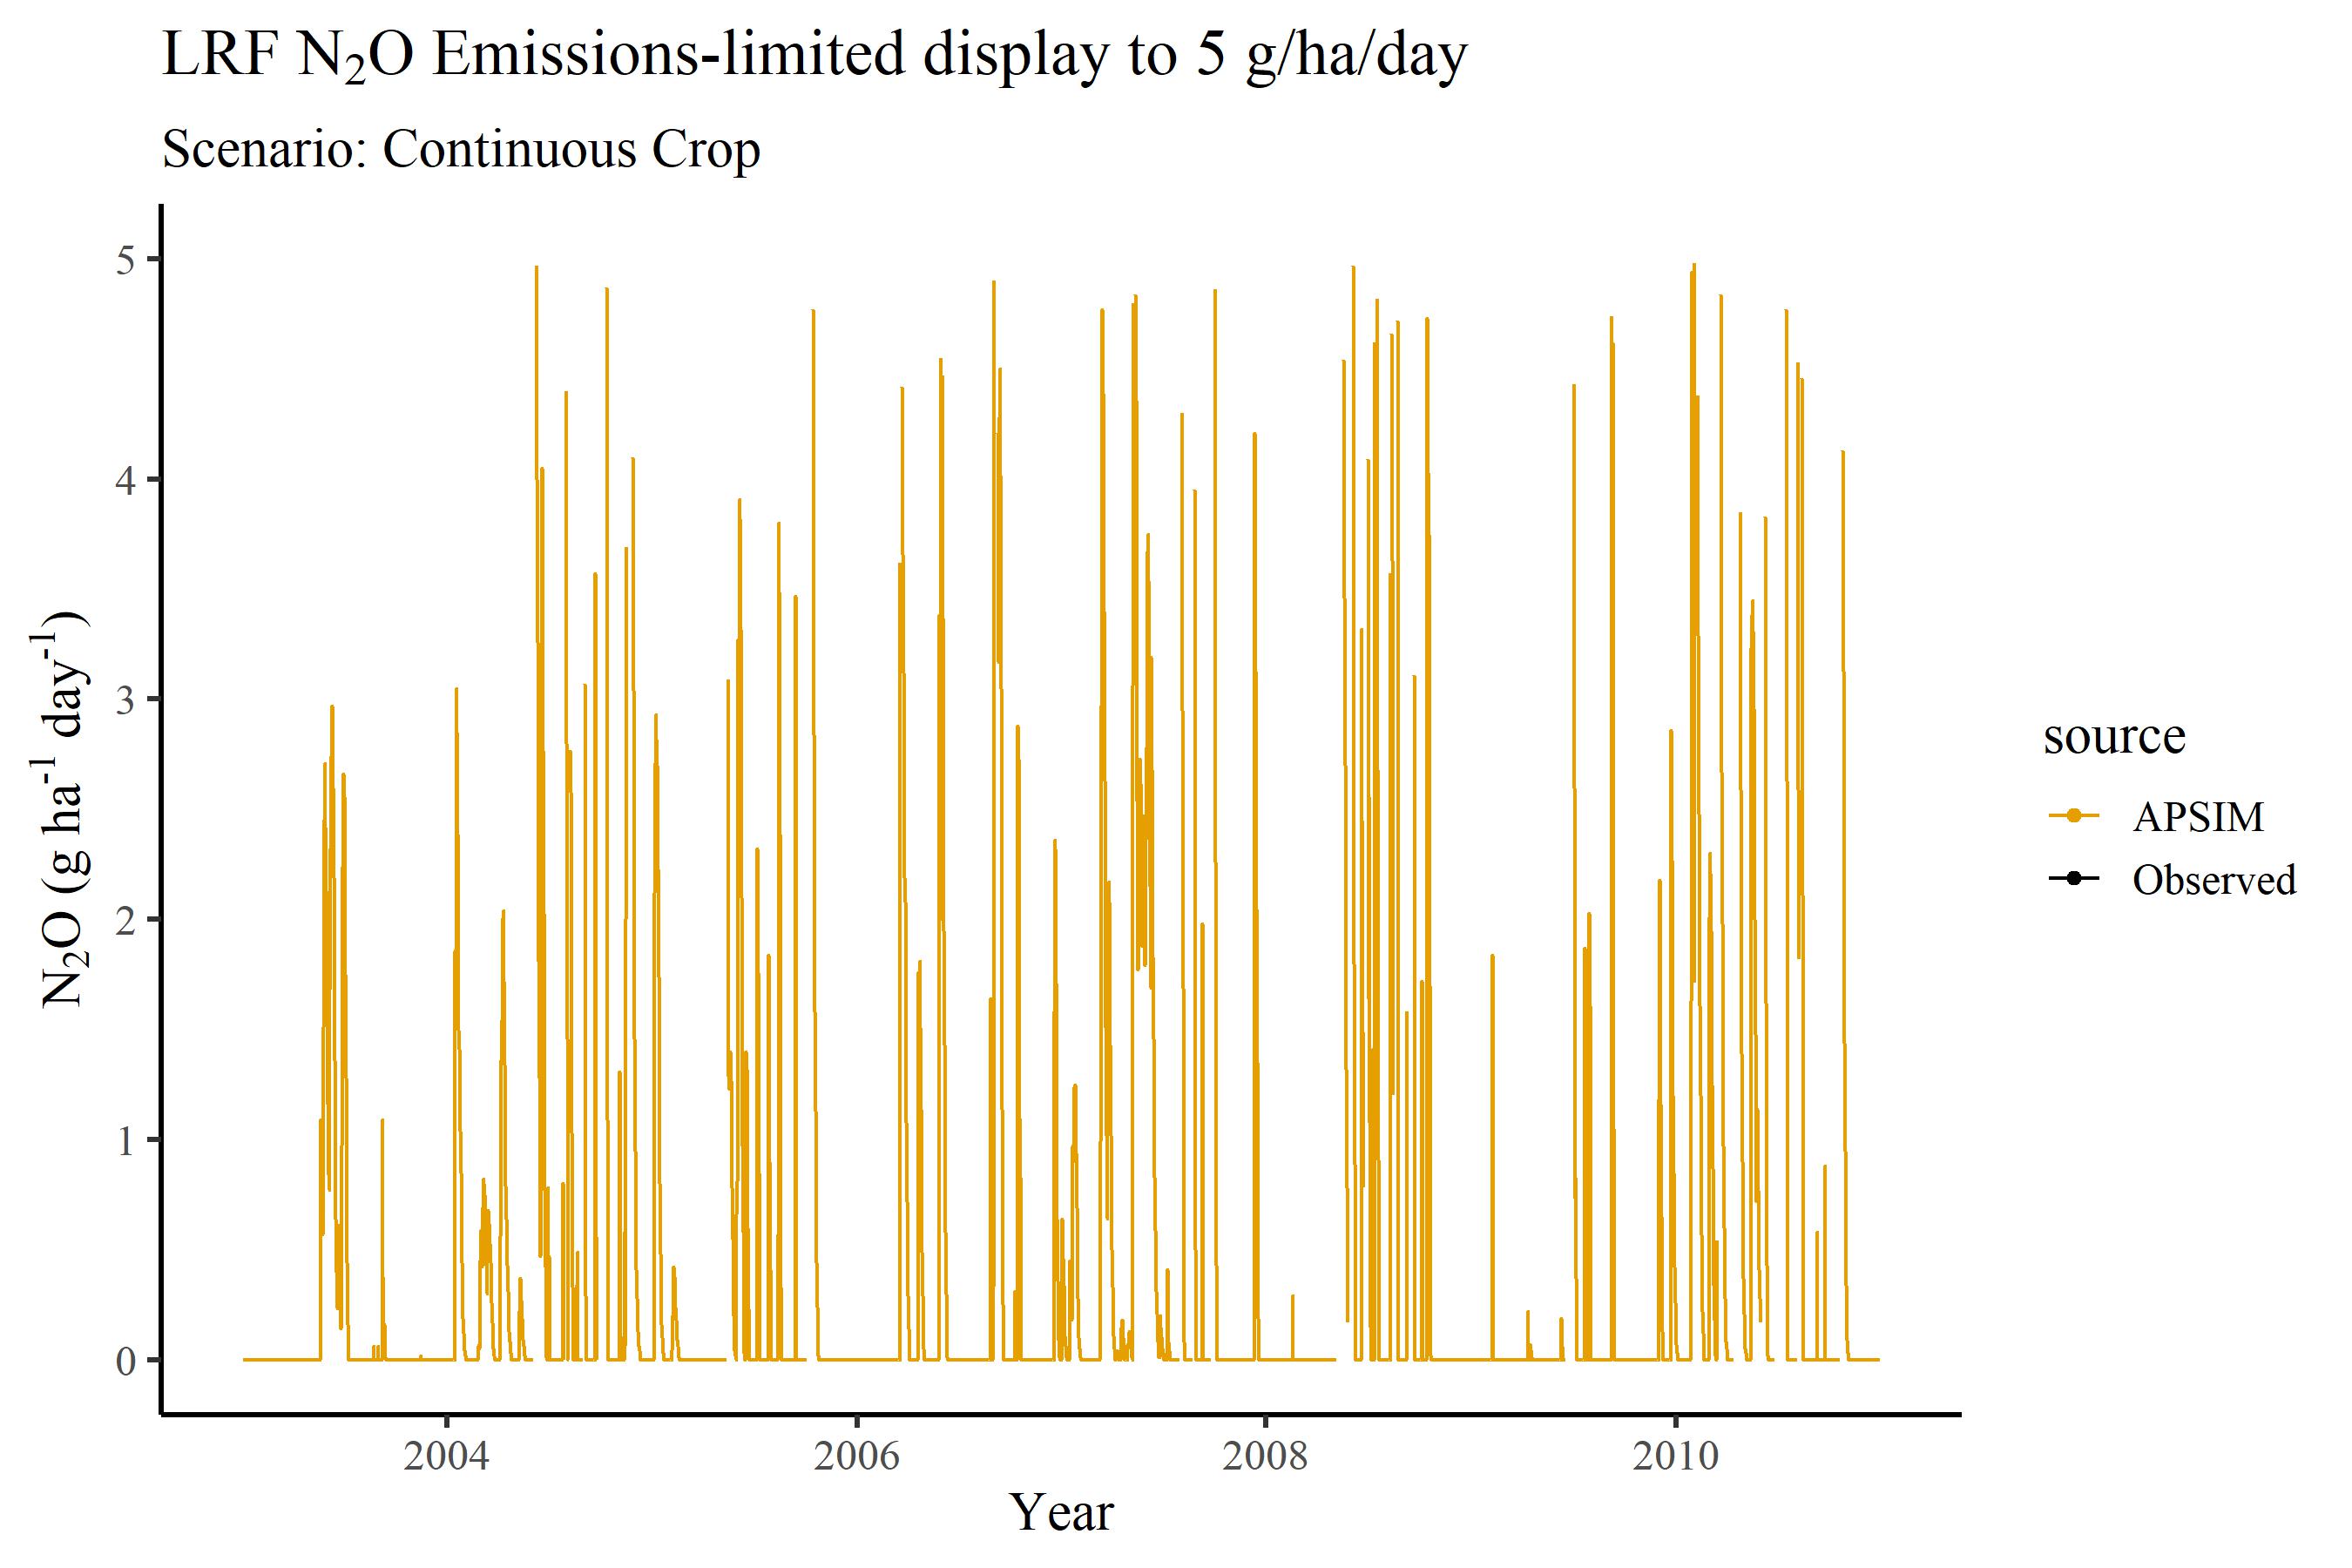 LRF N₂O Emissions-limited display to 5 g/ha/day
Scenario: Continuous Crop
N₂O (g ha⁻¹ day⁻¹)
5
4
3
2
1
0
2004 2006 2008 2010
Year
source
APSIM
Observed